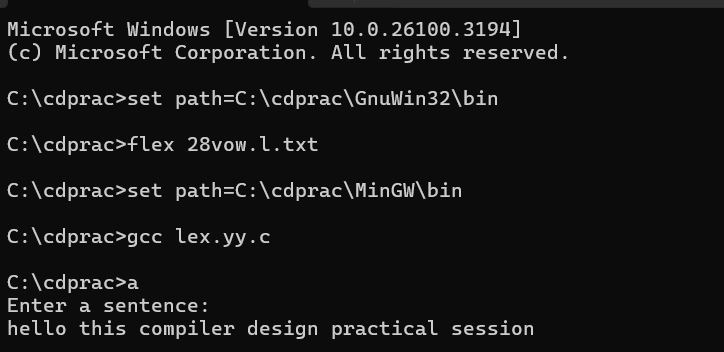 Microsoft Windows [Version 10.0.26100.3194]
(c) Microsoft Corporation. All rights reserved.
C:\cdprac>set path=C:\cdprac\GnuWin32\bin
C:\cdprac>flex 28vow.l.txt
C:\cdprac>set path=C:\cdprac\MinGW\bin
C:\cdprac>gcc lex.yy.c
C:\cdprac>a
Enter a sentence:
hello this compiler design practical session